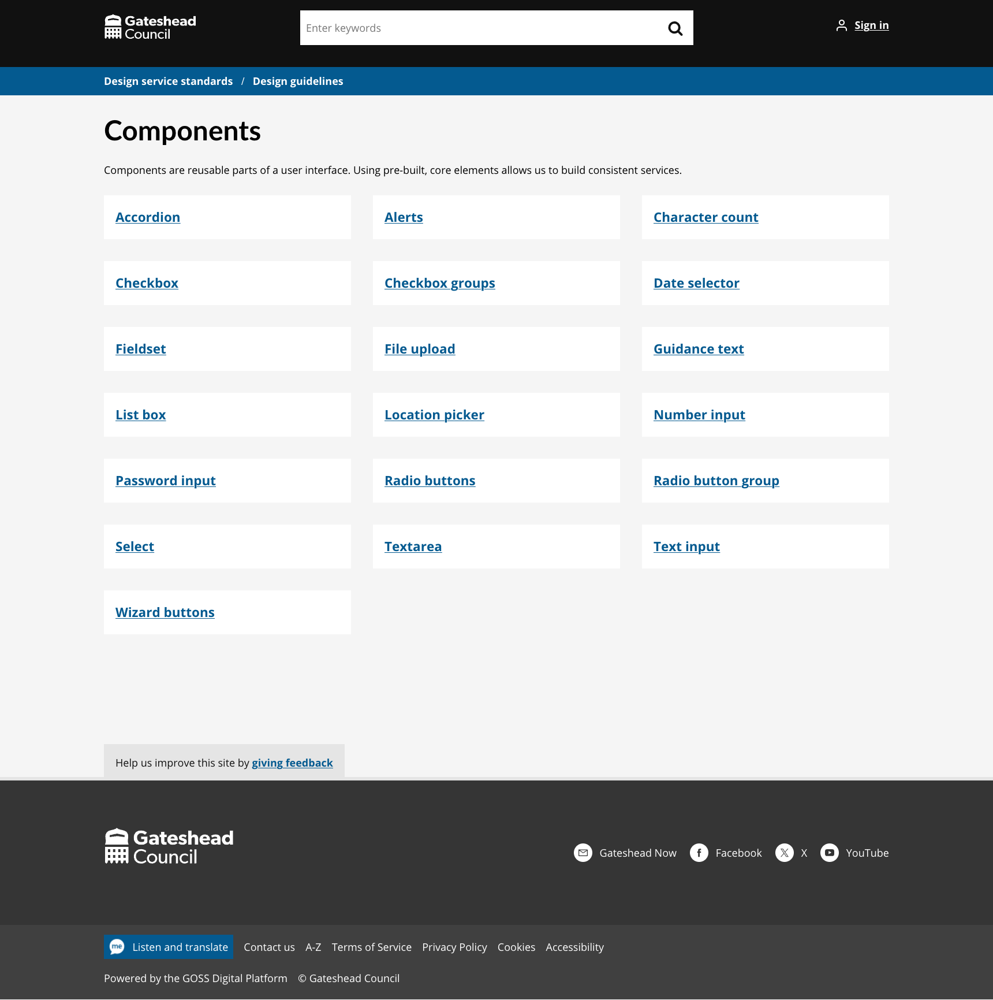 Gateshead
Council
Enter keywords
Sign in
Design service standards / Design guidelines
Components
Components are reusable parts of a user interface. Using pre-built, core elements allows us to build consistent services.
Accordion
Alerts
Character count
Checkbox
Checkbox groups
Date selector
Fieldset
File upload
Guidance text
List box
Location picker
Number input
Password input
Radio buttons
Radio button group
Select
Textarea
Text input
Wizard buttons
Help us improve this site by giving feedback
Gateshead
Council
Gateshead Now
Facebook
X
YouTube
me Listen and translate
Contact us
A-Z
Terms of Service
Privacy Policy
Cookies
Accessibility
Powered by the GOSS Digital Platform
© Gateshead Council